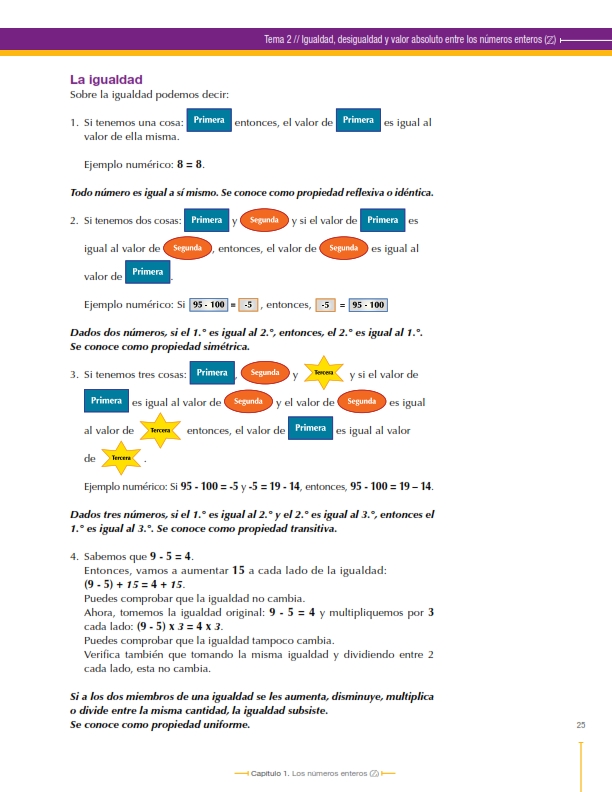 Tema 2 // Igualdad, desigualdad y valor absoluto entre los números enteros (ℤ)
La igualdad
Sobre la igualdad podemos decir:
1. Si tenemos una cosa: Primera entonces, el valor de Primera es igual al
valor de ella misma.
Ejemplo numérico: 8 = 8.
Todo número es igual a sí mismo. Se conoce como propiedad reflexiva o idéntica.
2. Si tenemos dos cosas: Primera y Segunda y si el valor de Primera es
igual al valor de Segunda, entonces, el valor de Segunda es igual al
valor de Primera.
Ejemplo numérico: Si 95 - 100 = -5, entonces, -5 = 95 - 100
Dados dos números, si el 1.° es igual al 2.°, entonces, el 2.° es igual al 1.°.
Se conoce como propiedad simétrica.
3. Si tenemos tres cosas: Primera, Segunda y Tercera y si el valor de
Primera es igual al valor de Segunda y el valor de Segunda es igual
al valor de Tercera entonces, el valor de Primera es igual al valor
de Tercera.
Ejemplo numérico: Si 95 - 100 = -5 y -5 = 19 - 14, entonces, 95 - 100 = 19 – 14.
Dados tres números, si el 1.° es igual al 2.° y el 2.° es igual al 3.°, entonces el
1.° es igual al 3.°. Se conoce como propiedad transitiva.
4. Sabemos que 9 - 5 = 4.
Entonces, vamos a aumentar 15 a cada lado de la igualdad:
(9 - 5) + 15 = 4 + 15.
Puedes comprobar que la igualdad no cambia.
Ahora, tomemos la igualdad original: 9 - 5 = 4 y multipliquemos por 3
cada lado: (9 - 5) x 3 = 4 x 3.
Puedes comprobar que la igualdad tampoco cambia.
Verifica también que tomando la misma igualdad y dividiendo entre 2
cada lado, esta no cambia.
Si a los dos miembros de una igualdad se les aumenta, disminuye, multiplica
o divide entre la misma cantidad, la igualdad subsiste.
Se conoce como propiedad uniforme.
25
Capítulo 1. Los números enteros (ℤ)